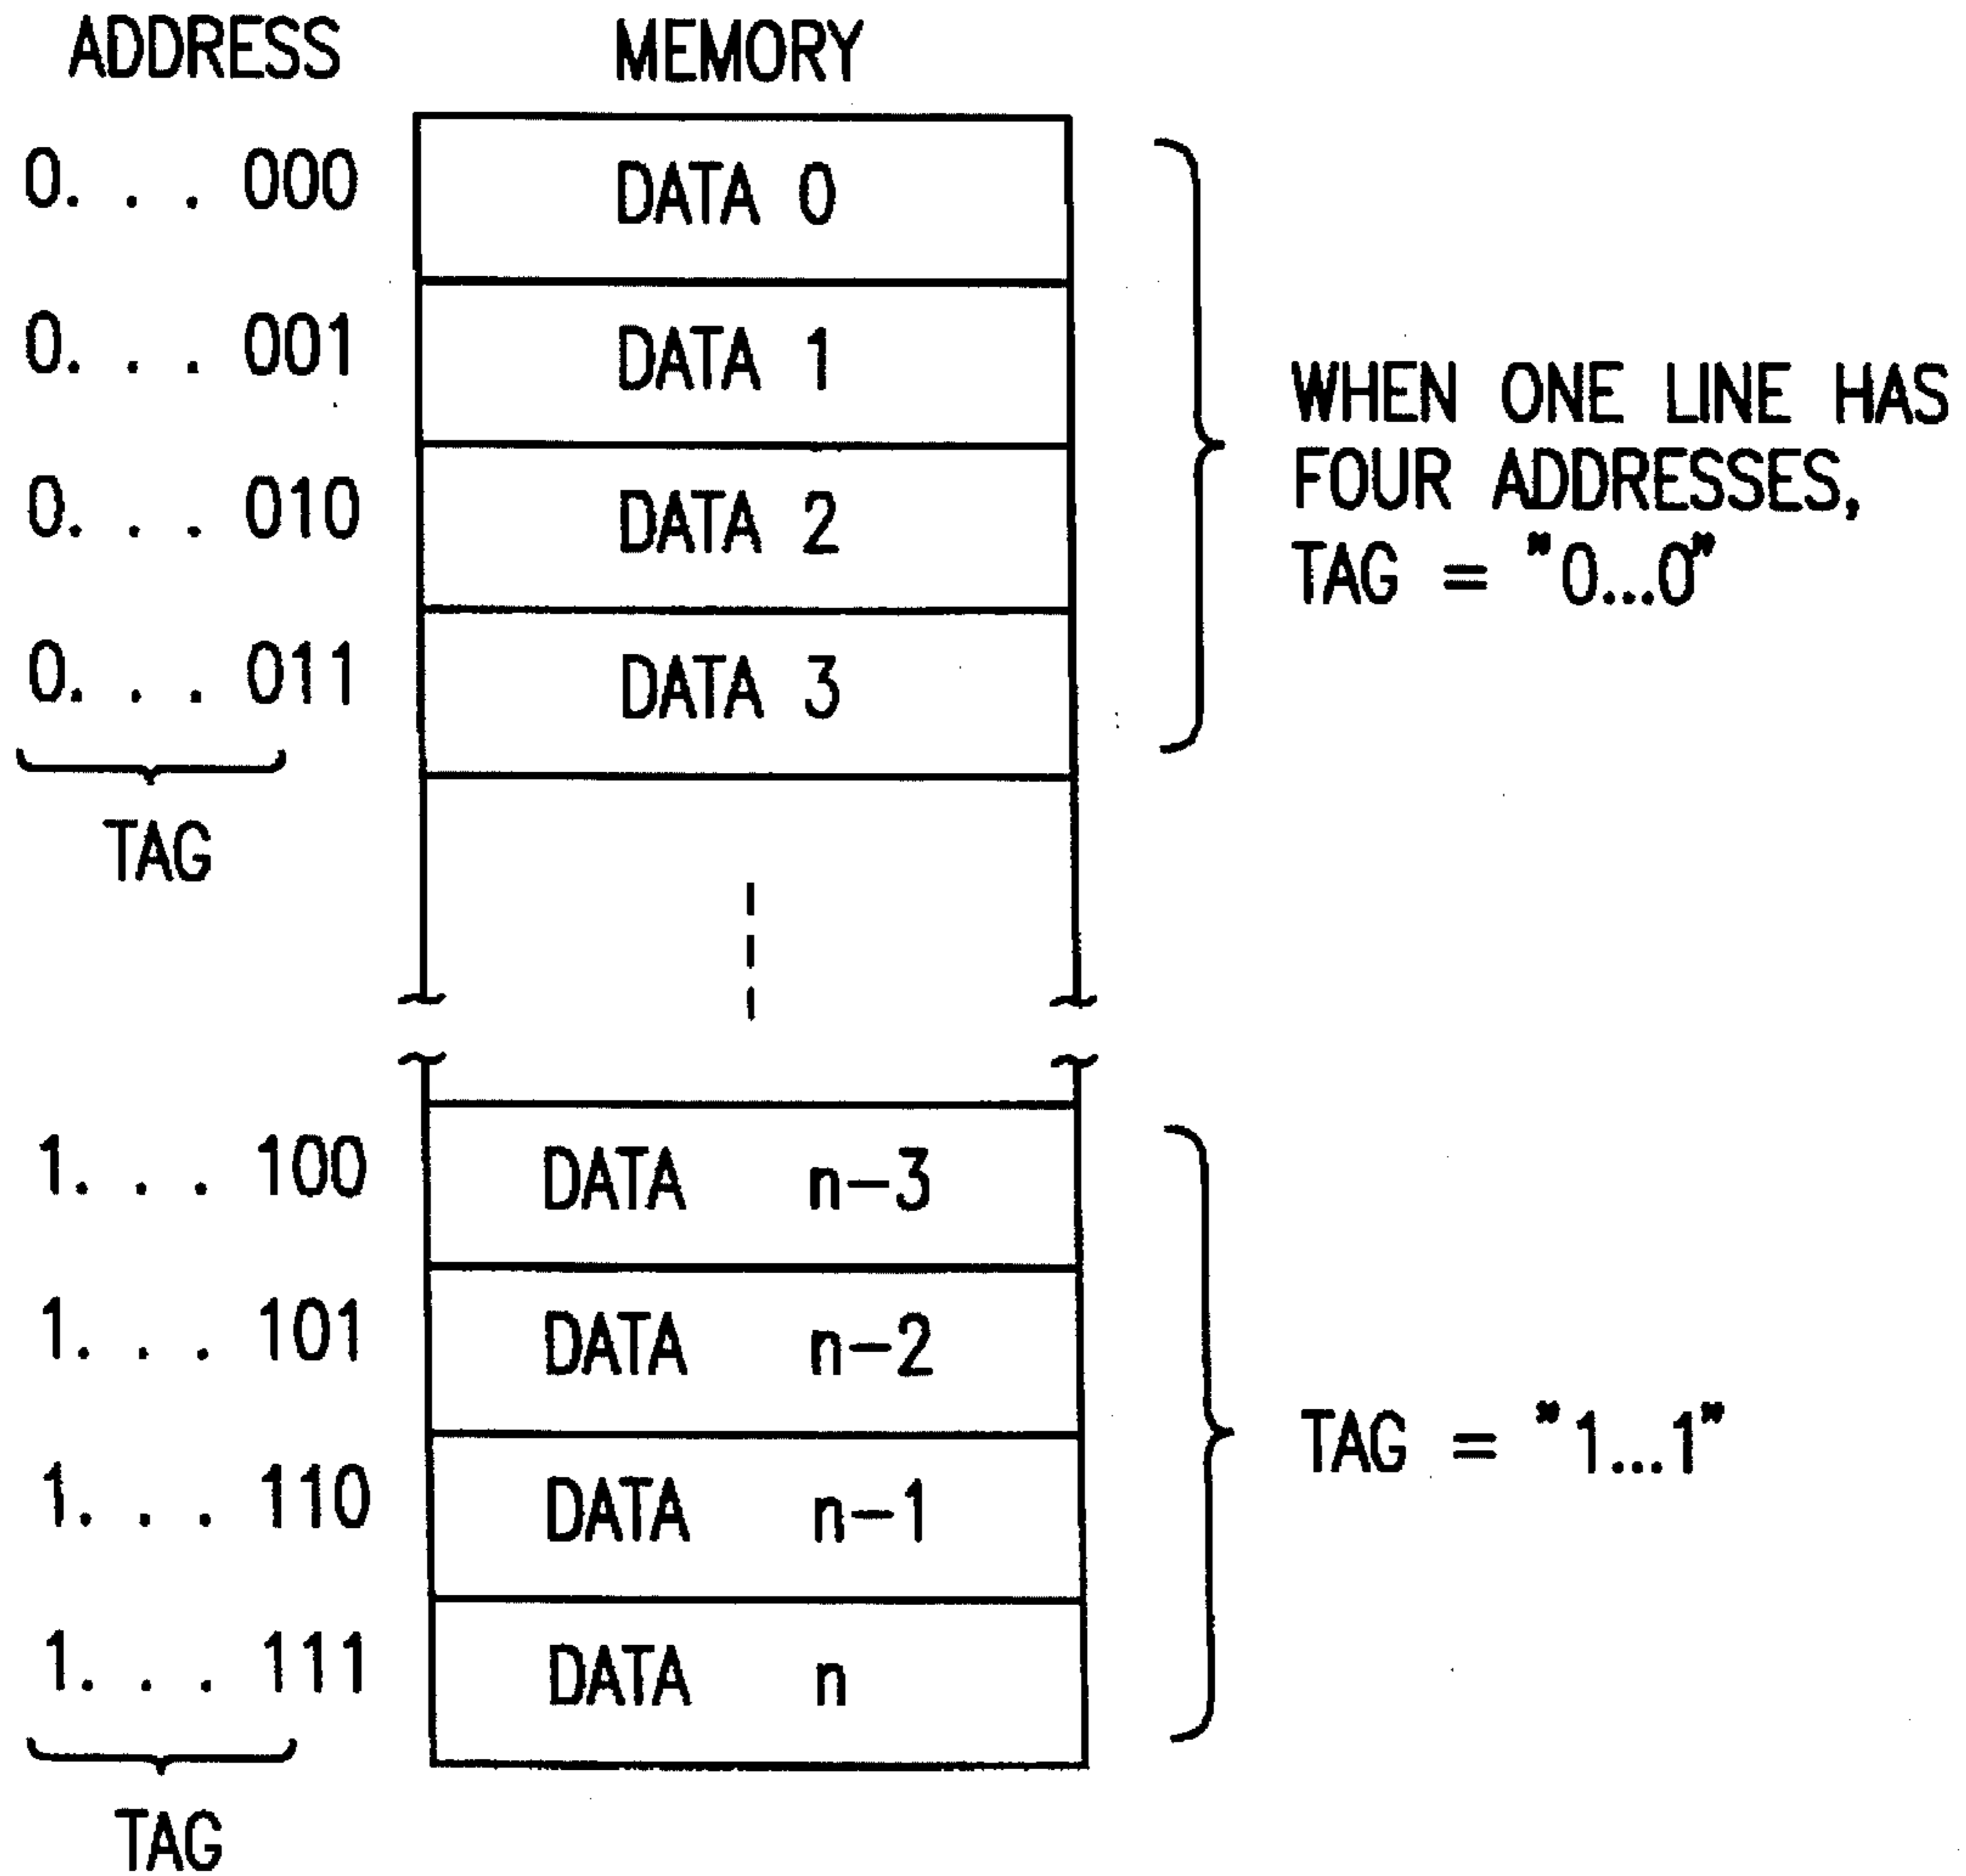 ADDRESS MEMORY
0. . . 000 DATA 0
0. . . 001 DATA 1
0. . . 010 DATA 2
0. . . 011 DATA 3
WHEN ONE LINE HAS
FOUR ADDRESSES,
TAG = "0...0"
TAG
1. . . 100 DATA n-3
1. . . 101 DATA n-2
1. . . 110 DATA n-1
1. . . 111 DATA n
TAG = "1...1"
TAG